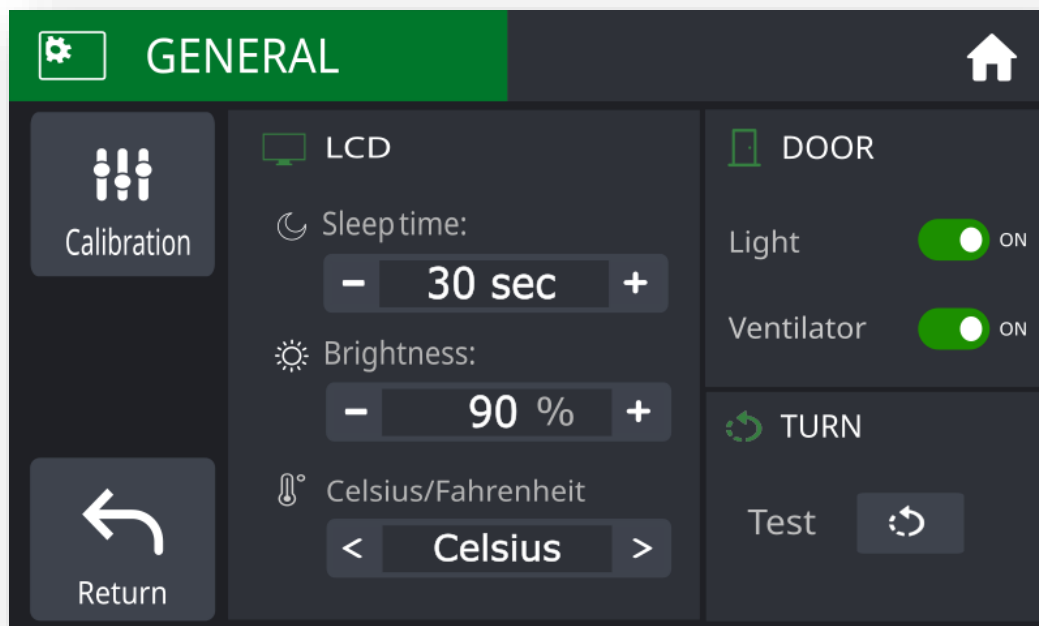 GENERAL
Calibration
Return
LCD
Sleep time:
- 30 sec +
Brightness:
- 90 % +
Celsius/Fahrenheit
< Celsius >
DOOR
Light ON
Ventilator ON
TURN
Test